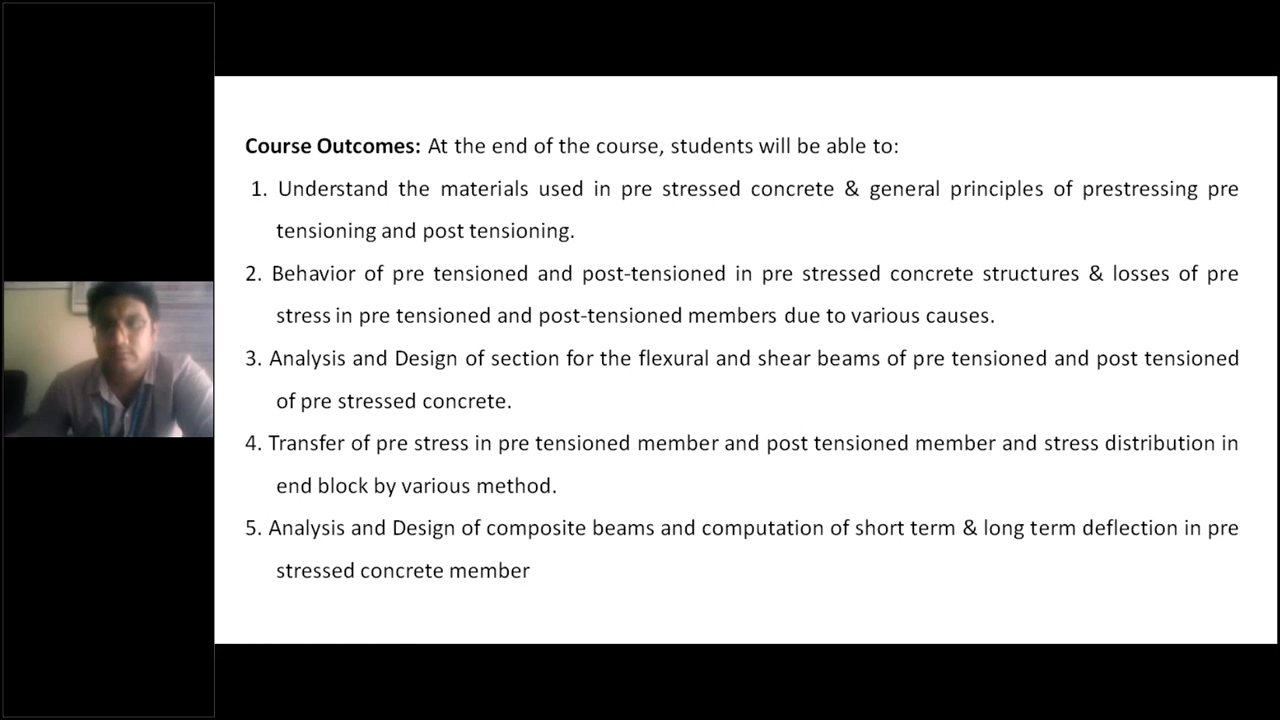 Course Outcomes: At the end of the course, students will be able to:
1. Understand the materials used in pre stressed concrete & general principles of prestressing pre
tensioning and post tensioning.
2. Behavior of pre tensioned and post-tensioned in pre stressed concrete structures & losses of pre
stress in pre tensioned and post-tensioned members due to various causes.
3. Analysis and Design of section for the flexural and shear beams of pre tensioned and post tensioned
of pre stressed concrete.
4. Transfer of pre stress in pre tensioned member and post tensioned member and stress distribution in
end block by various method.
5. Analysis and Design of composite beams and computation of short term & long term deflection in pre
stressed concrete member